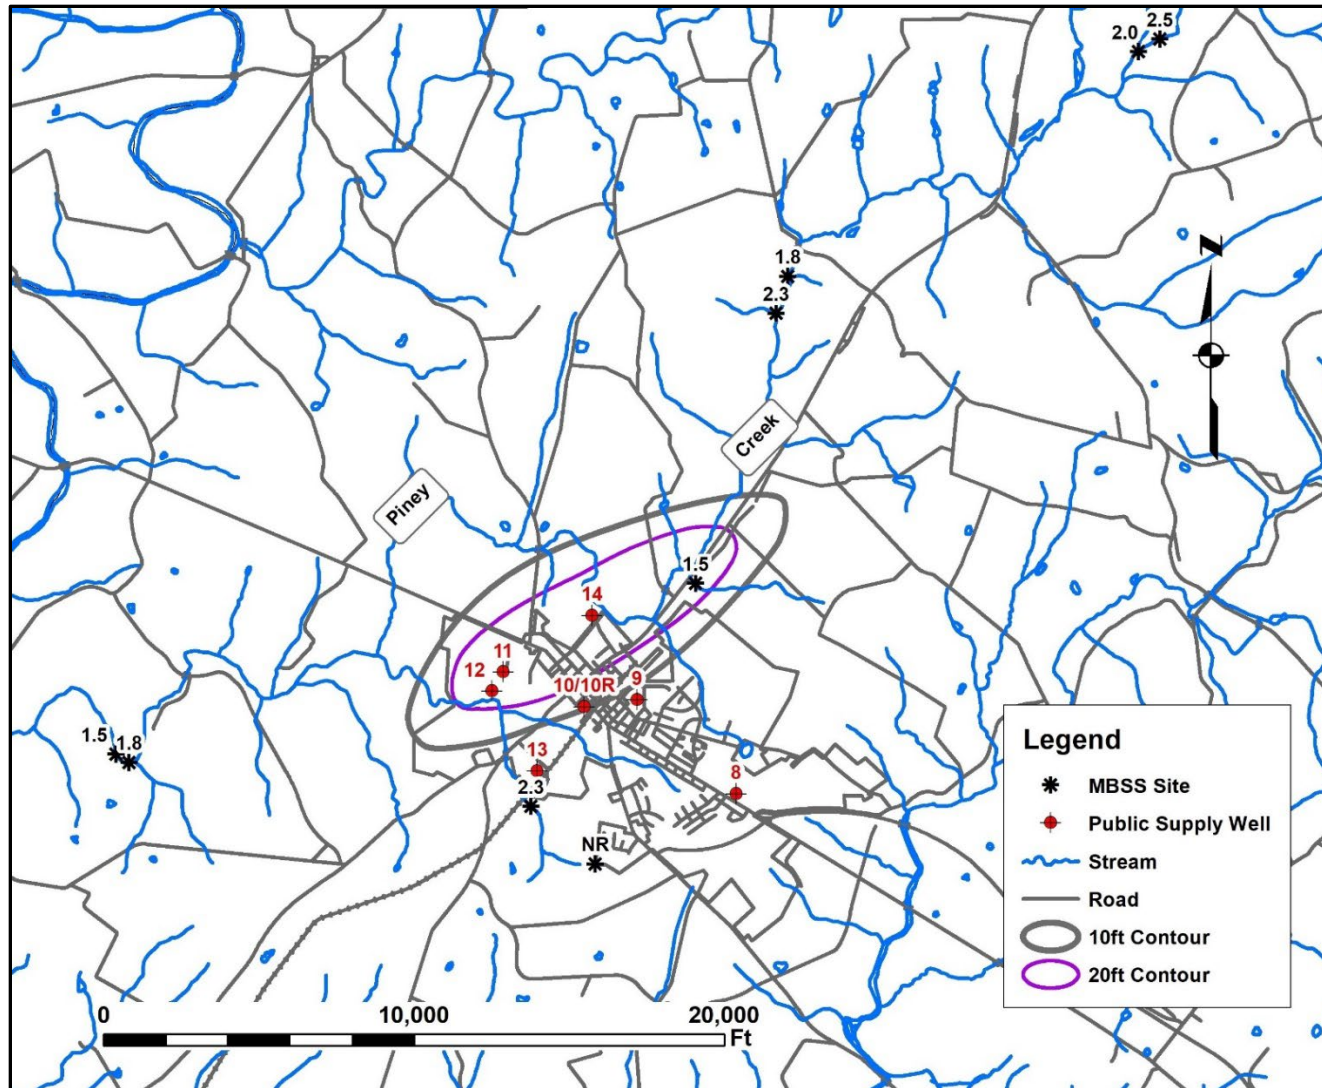 2.5
2.0
N
1.8
2.3
Creek
Piney
1.5
14
11
12
10/10R
9
1.5
1.8
13
2.3
8
NR
Legend
MBSS Site
Public Supply Well
Stream
Road
10ft Contour
20ft Contour
0 10,000 20,000
Ft